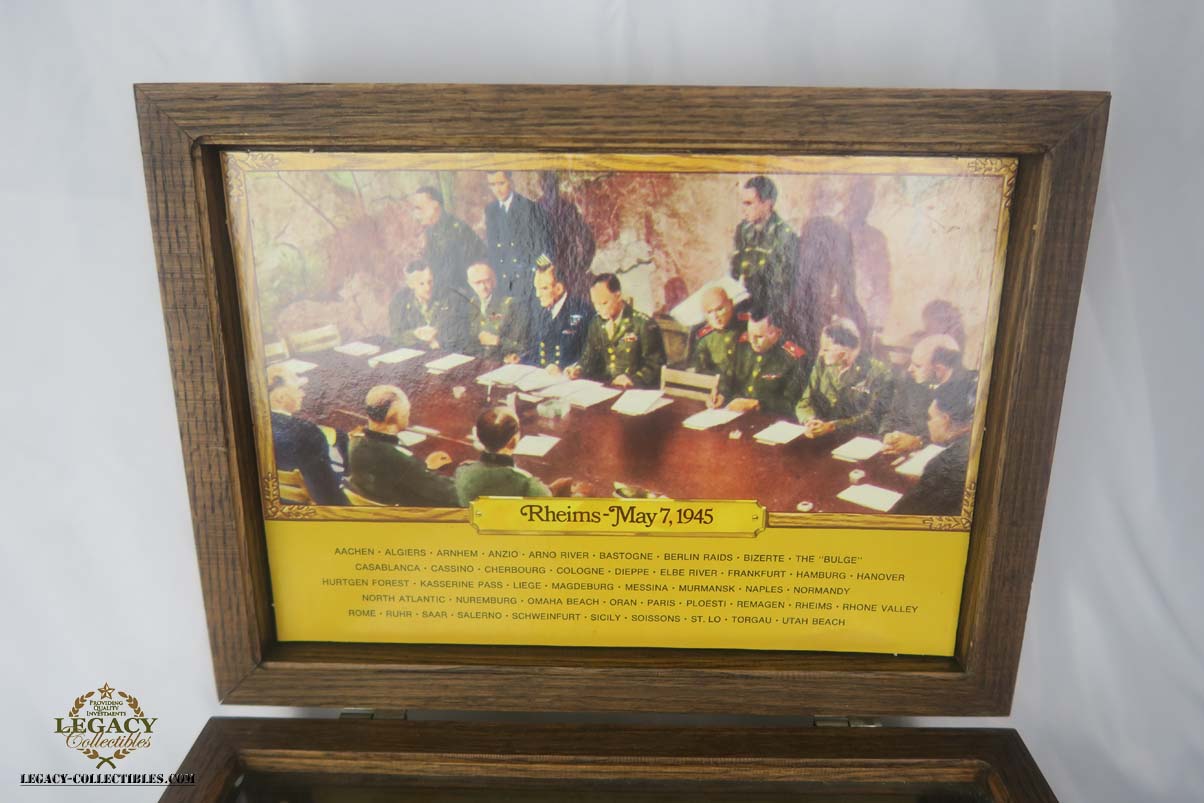 Rheims-May 7, 1945
AACHEN · ALGIERS · ARNHEM · ANZIO · ARNO RIVER · BASTOGNE · BERLIN RAIDS · BIZERTE · THE "BULGE"
CASABLANCA · CASSINO · CHERBOURG · COLOGNE · DIEPPE · ELBE RIVER · FRANKFURT · HAMBURG · HANOVER
HURTGEN FOREST · KASSERINE PASS · LIEGE · MAGDEBURG · MESSINA · MURMANSK · NAPLES · NORMANDY
NORTH ATLANTIC · NUREMBURG · OMAHA BEACH · ORAN · PARIS · PLOESTI · REMAGEN · RHEIMS · RHONE VALLEY
ROME · RUHR · SAAR · SALERNO · SCHWEINFURT · SICILY · SOISSONS · ST. LO · TORGAU · UTAH BEACH
PROVIDING
QUALITY
INVESTMENTS
LEGACY
Collectibles
LEGACY-COLLECTIBLES.COM